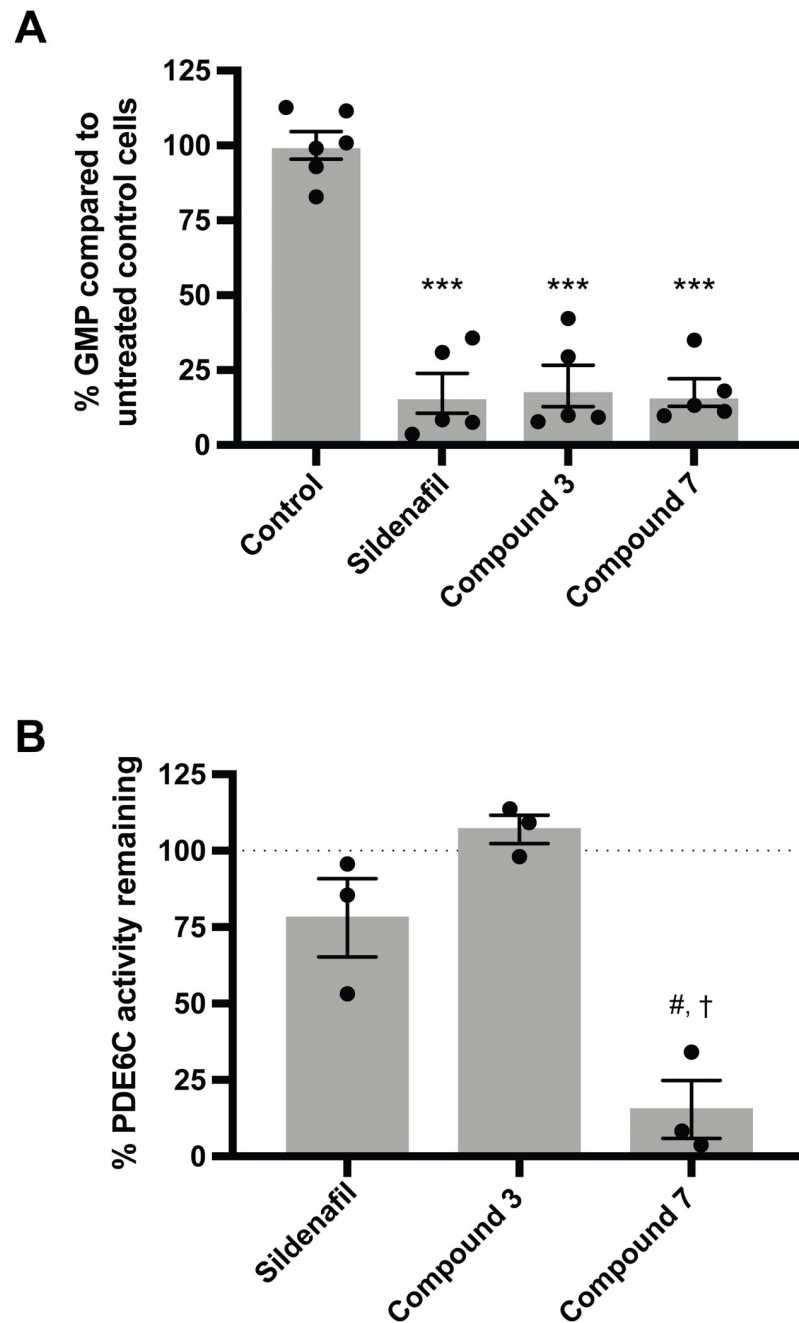 A
% GMP compared to
untreated control cells
125
100
75
50
25
0
*** *** ***
Control Sildenafil Compound 3 Compound 7
B
% PDE6C activity remaining
125
100
75
50
25
0
#, †
Sildenafil Compound 3 Compound 7